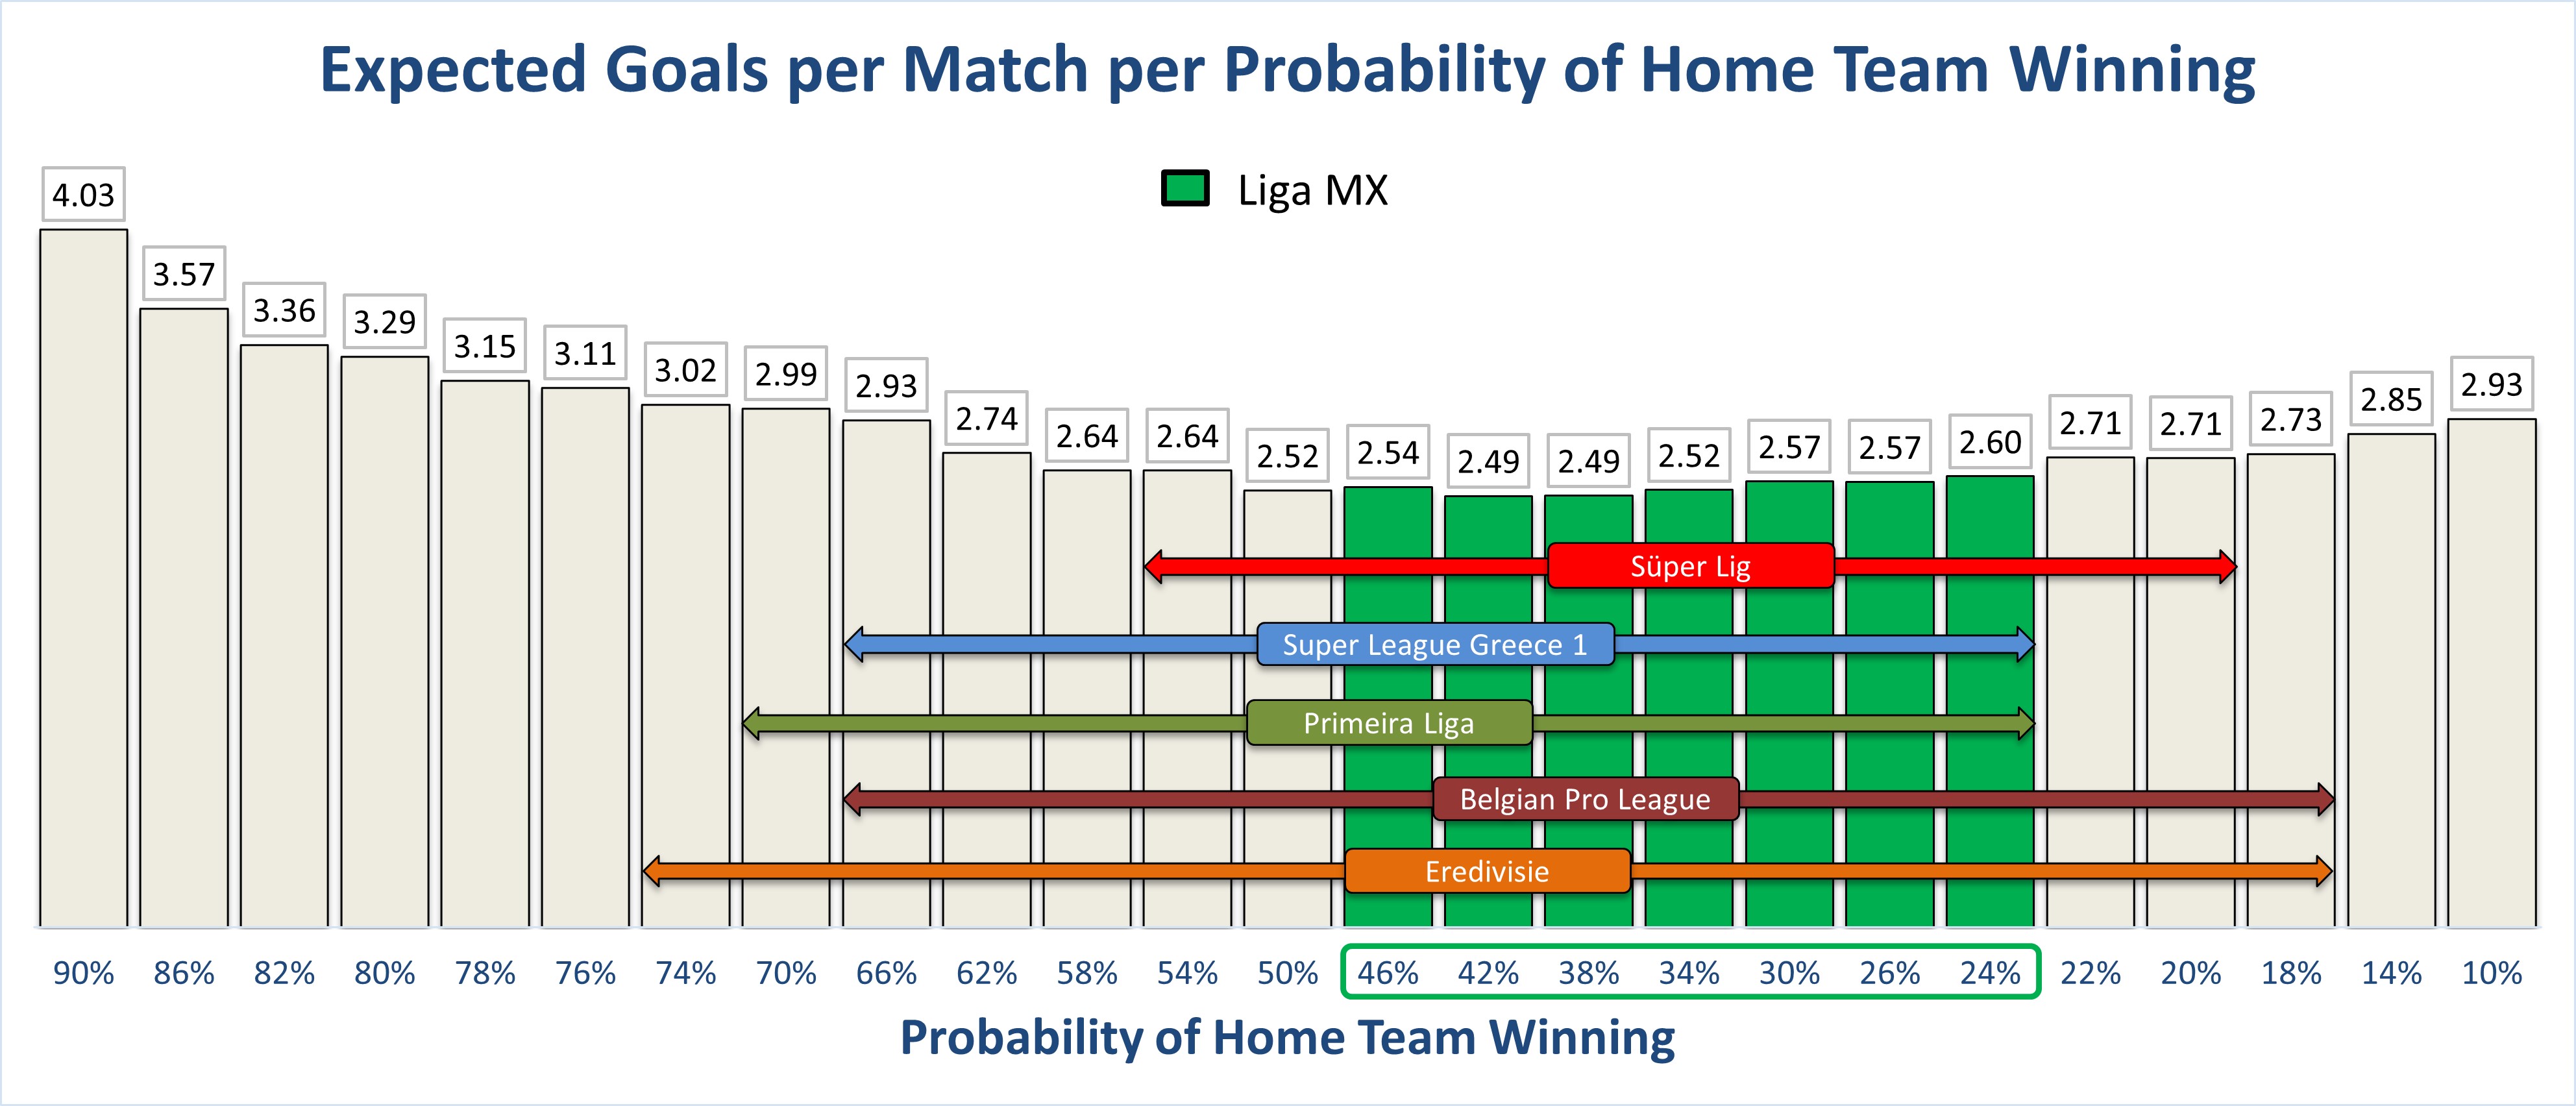 Expected Goals per Match per Probability of Home Team Winning
Liga MX
4.03
3.57
3.36
3.29
3.15
3.11
3.02
2.99
2.93
2.74
2.64
2.64
2.52
2.54
2.49
2.49
2.52
2.57
2.57
2.60
2.71
2.71
2.73
2.85
2.93
Süper Lig
Super League Greece 1
Primeira Liga
Belgian Pro League
Eredivisie
90% 86% 82% 80% 78% 76% 74% 70% 66% 62% 58% 54% 50% 46% 42% 38% 34% 30% 26% 24% 22% 20% 18% 14% 10%
Probability of Home Team Winning